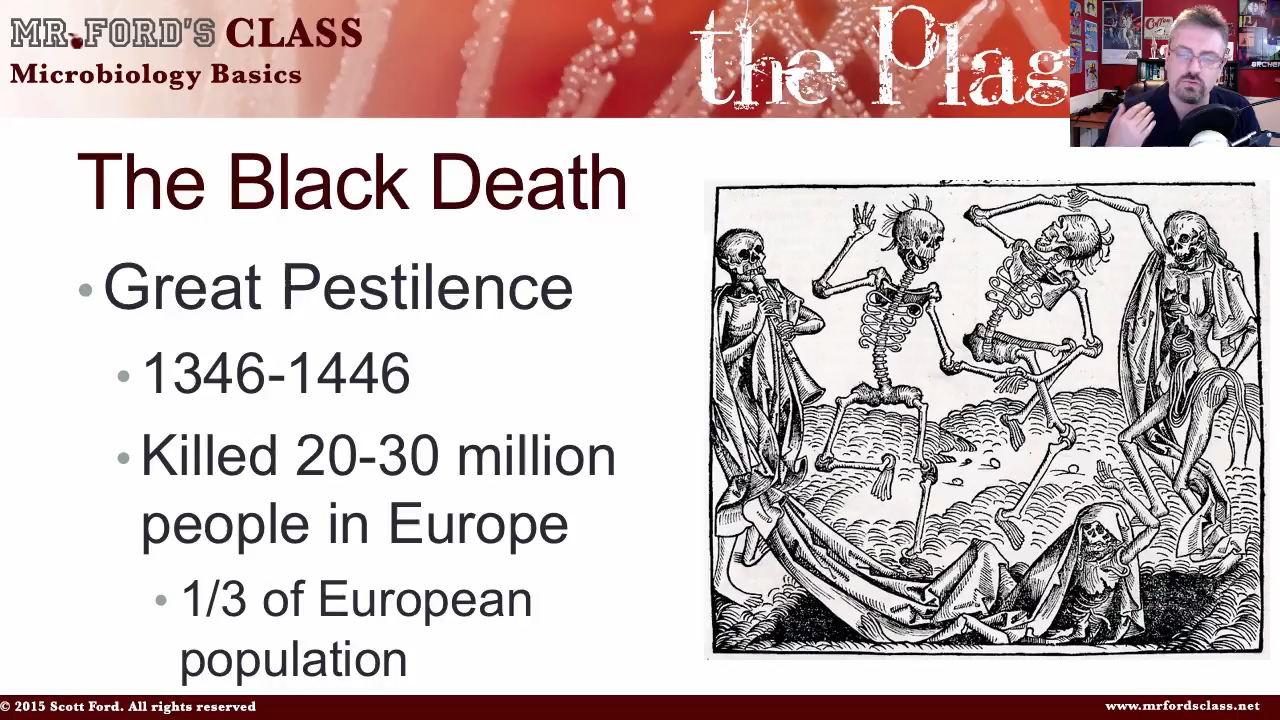 MR. FORD'S CLASS
Microbiology Basics
the Plag
The Black Death
• Great Pestilence
• 1346-1446
• Killed 20-30 million
people in Europe
• 1/3 of European
population
© 2015 Scott Ford. All rights reserved
www.mrfordsclass.net